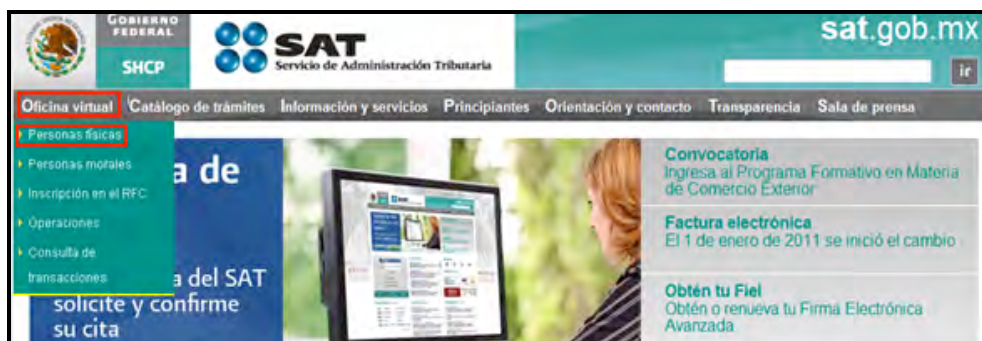 GOBIERNO
FEDERAL
SHCP
SAT
Servicio de Administración Tributaria
sat.gob.mx
ir
Oficina virtual Catálogo de trámites Información y servicios Principiantes Orientación y contacto Transparencia Sala de prensa
Personas físicas
Personas morales
Inscripción en el RFC
Operaciones
Consulta de
transacciones
a de
a del SAT
solicite y confirme
su cita
Convocatoria
Ingresa al Programa Formativo en Materia
de Comercio Exterior
Factura electrónica
El 1 de enero de 2011 se inició el cambio
Obtén tu Fiel
Obtén o renueva tu Firma Electrónica
Avanzada